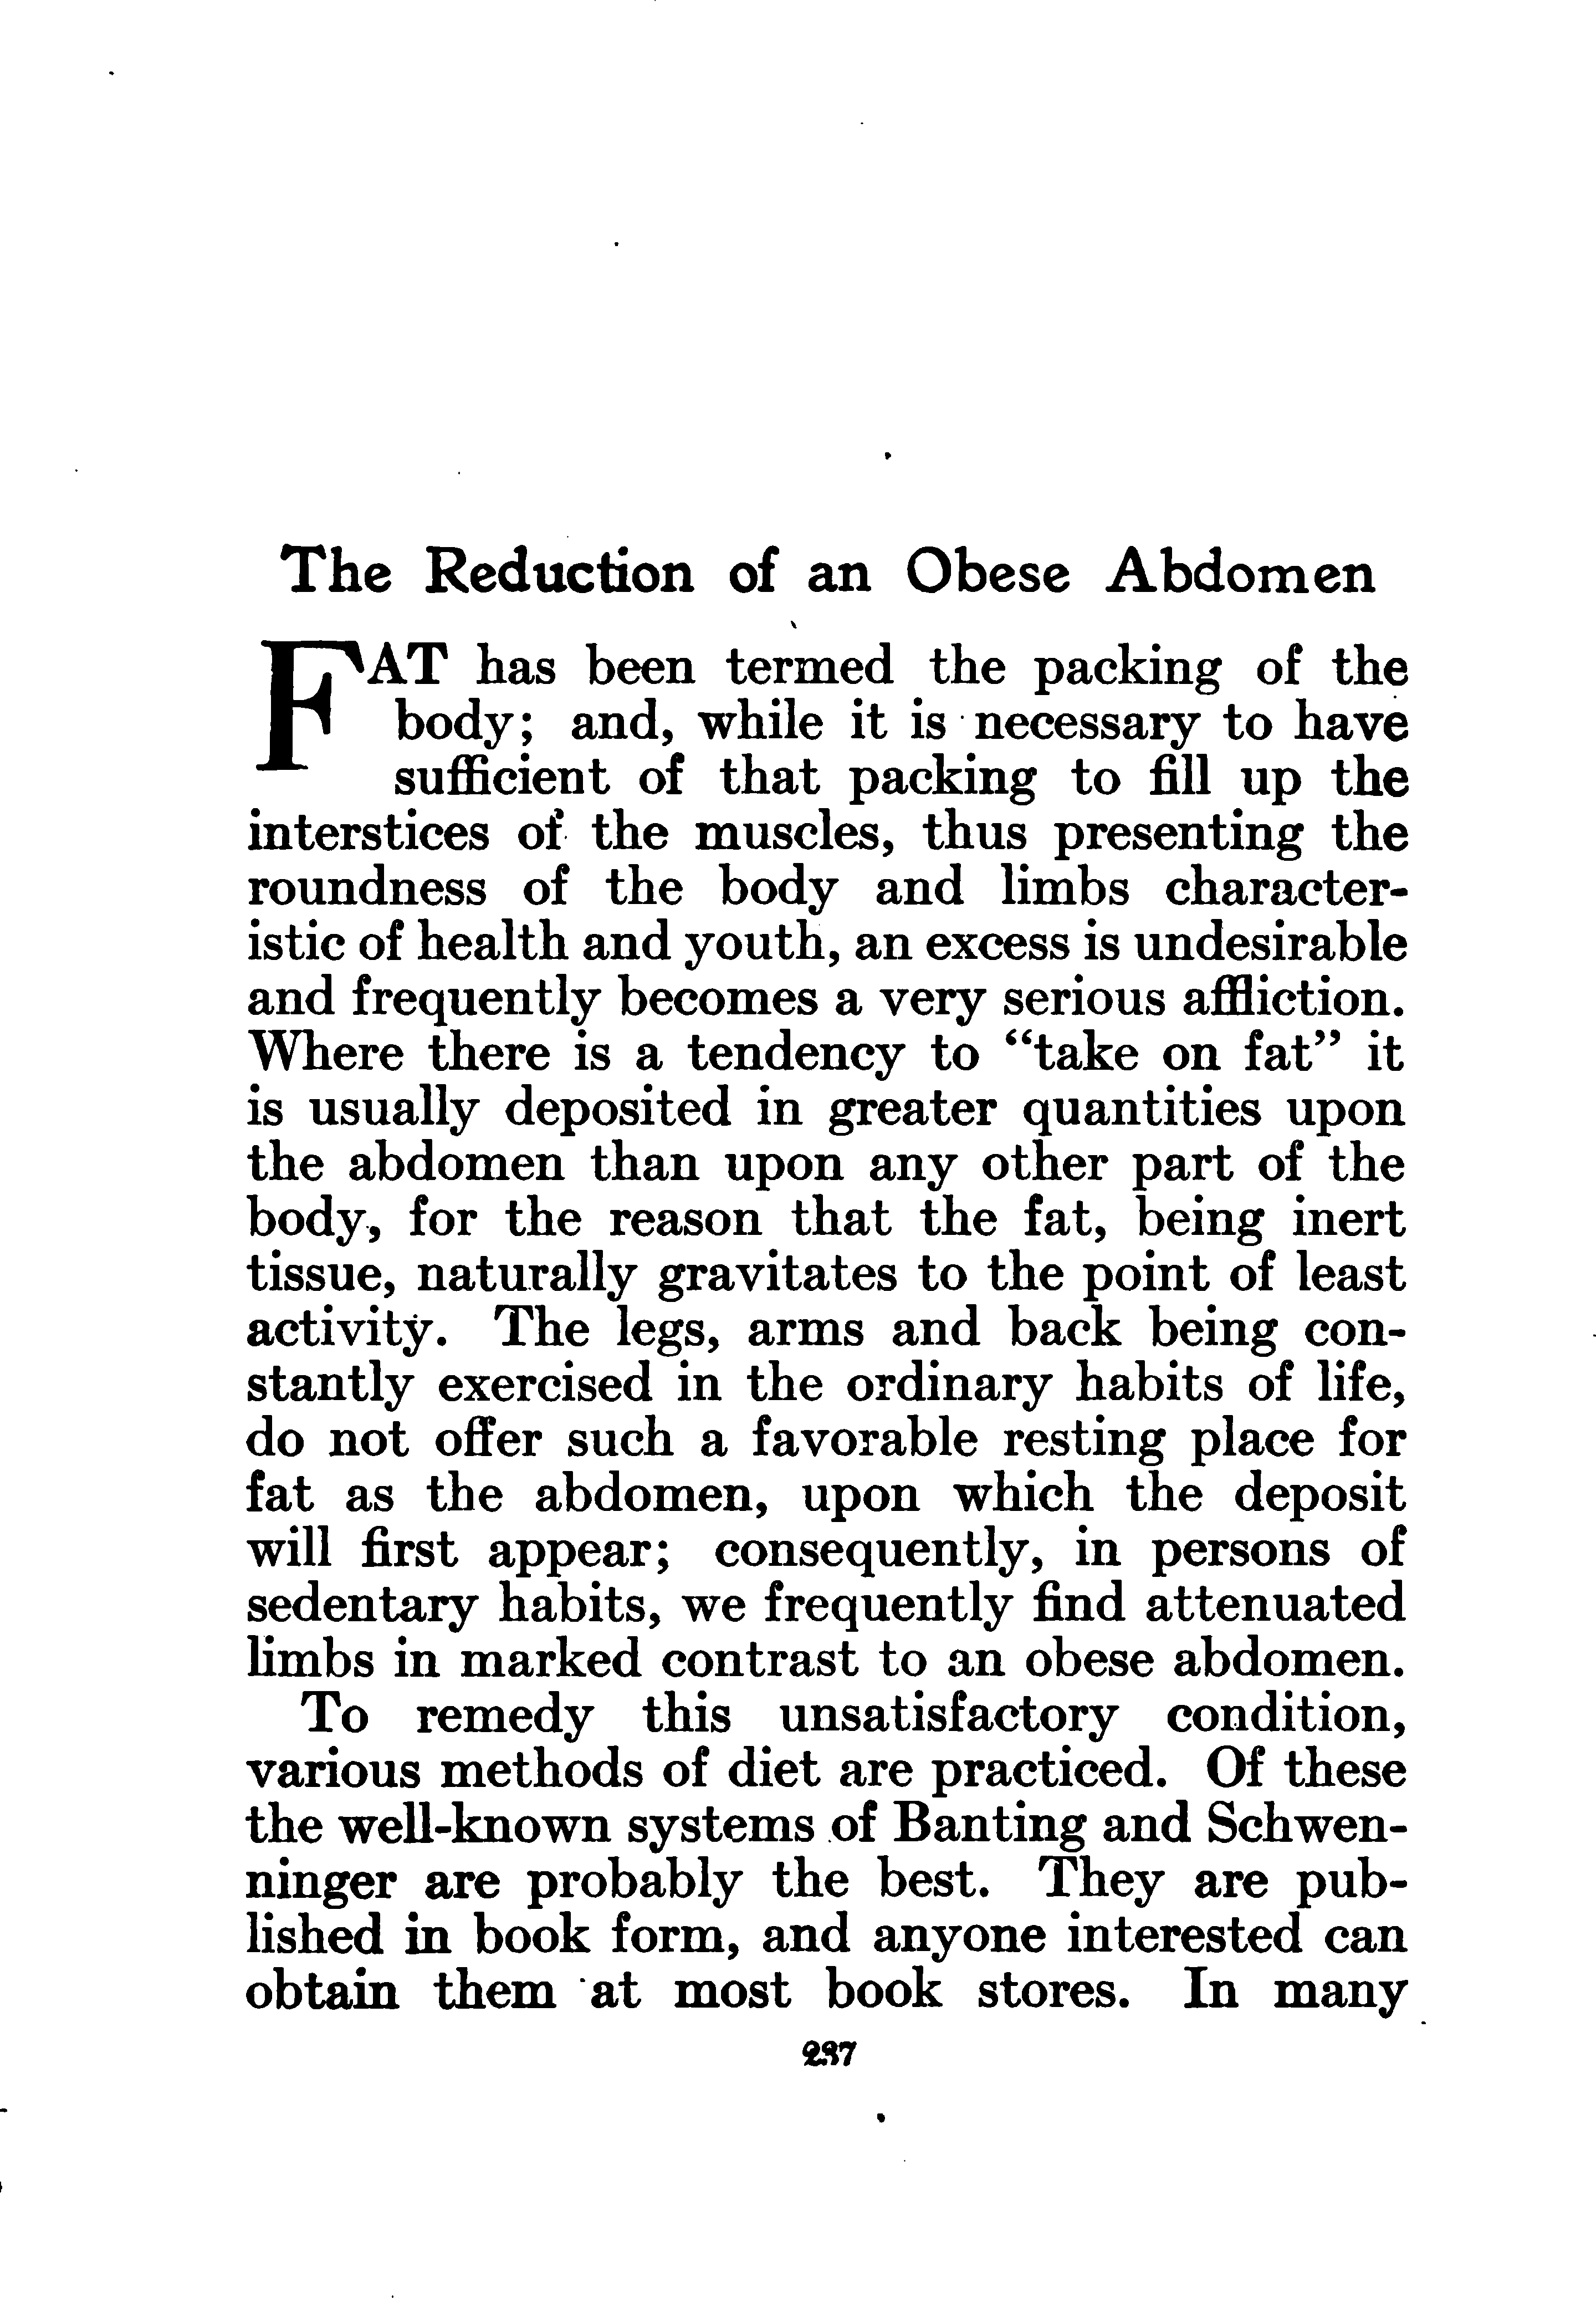 The Reduction of an Obese Abdomen
FAT has been termed the packing of the
body; and, while it is necessary to have
sufficient of that packing to fill up the
interstices of the muscles, thus presenting the
roundness of the body and limbs character-
istic of health and youth, an excess is undesirable
and frequently becomes a very serious affliction.
Where there is a tendency to “take on fat” it
is usually deposited in greater quantities upon
the abdomen than upon any other part of the
body, for the reason that the fat, being inert
tissue, naturally gravitates to the point of least
activity. The legs, arms and back being con-
stantly exercised in the ordinary habits of life,
do not offer such a favorable resting place for
fat as the abdomen, upon which the deposit
will first appear; consequently, in persons of
sedentary habits, we frequently find attenuated
limbs in marked contrast to an obese abdomen.
To remedy this unsatisfactory condition,
various methods of diet are practiced. Of these
the well-known systems of Banting and Schwen-
ninger are probably the best. They are pub-
lished in book form, and anyone interested can
obtain them at most book stores. In many
237